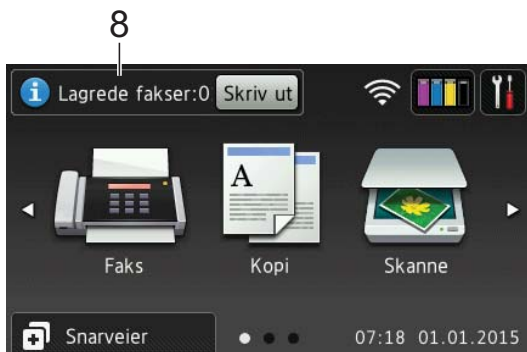 8
Lagrede fakser:0 Skriv ut
A
Faks Kopi Skanne
Snarveier 07:18 01.01.2015